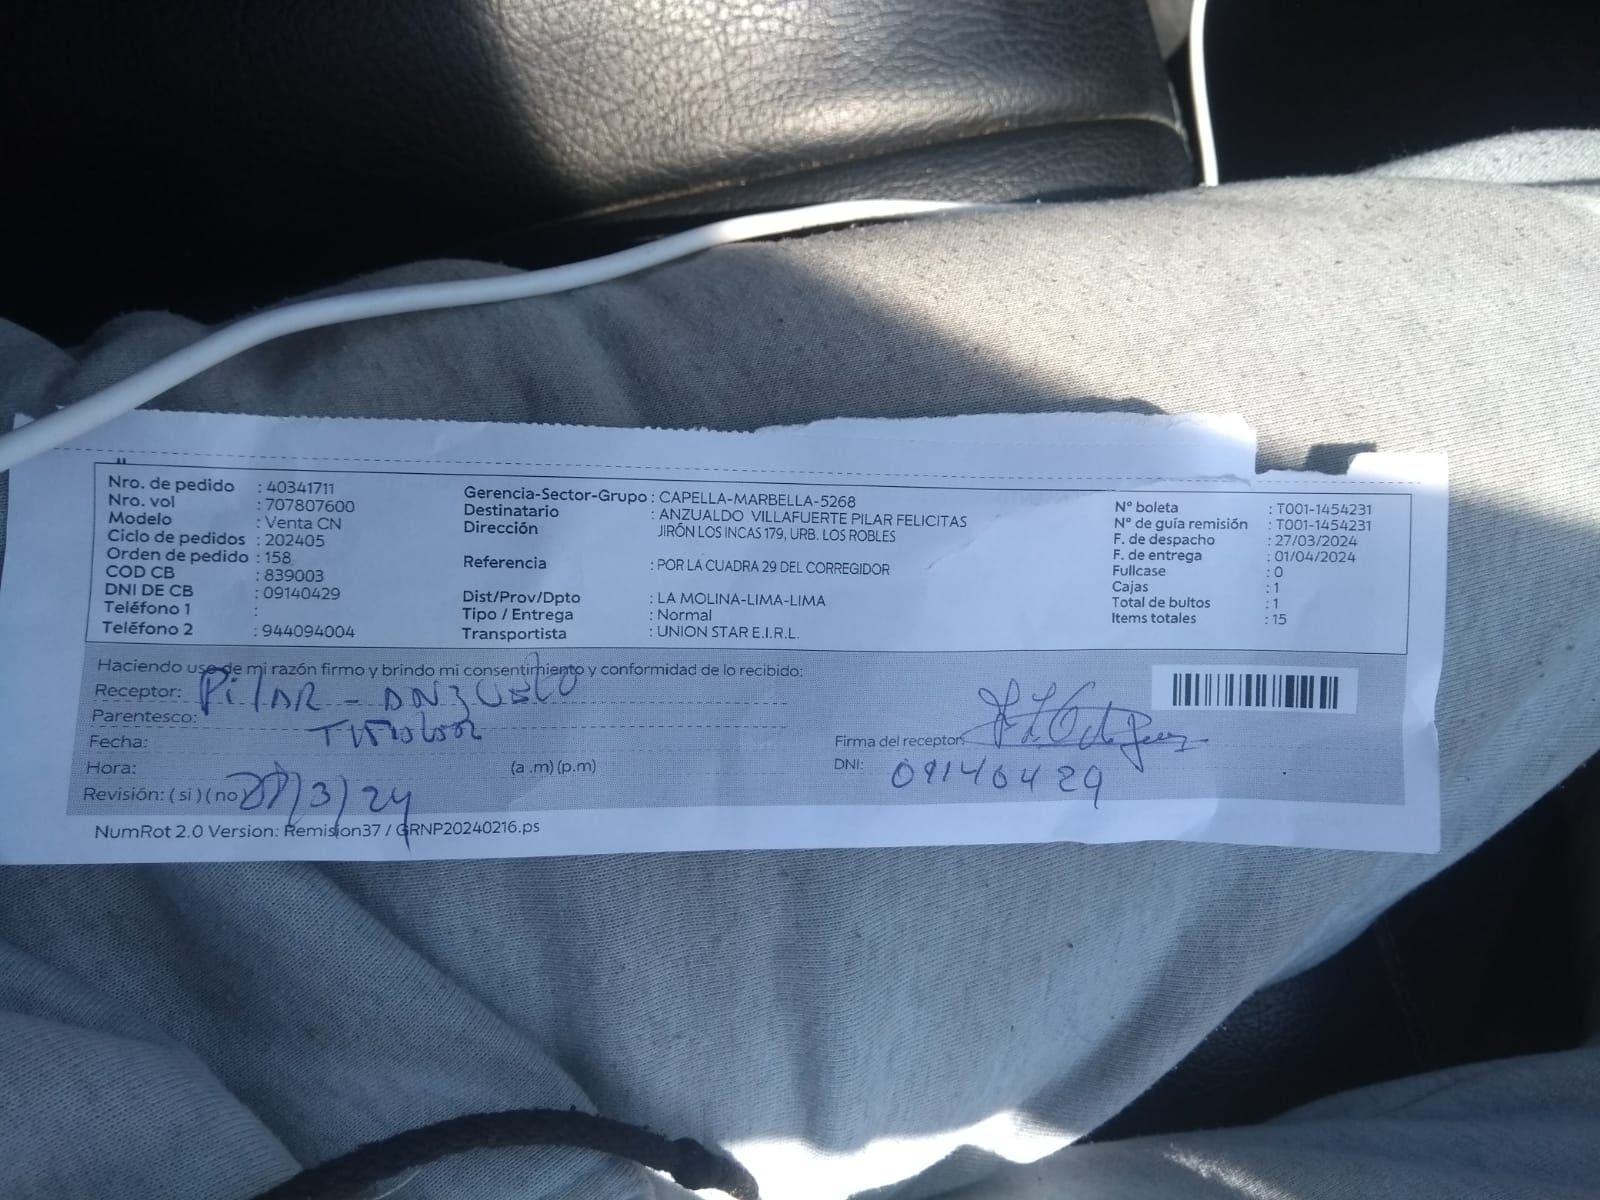 Nro. de pedido : 40341711
Nro. vol : 707807600
Modelo : Venta CN
Ciclo de pedidos : 202405
Orden de pedido : 158
COD CB : 839003
DNI DE CB : 09140429
Teléfono 1 :
Teléfono 2 : 944094004
Gerencia-Sector-Grupo : CAPELLA-MARBELLA-5268
Destinatario : ANZUALDO VILLAFUERTE PILAR FELICITAS
Dirección JIRÓN LOS INCAS 179, URB. LOS ROBLES
Referencia : POR LA CUADRA 29 DEL CORREGIDOR
Dist/Prov/Dpto : LA MOLINA-LIMA-LIMA
Tipo / Entrega : Normal
Transportista : UNION STAR E.I.R.L.
N° boleta : T001-1454231
N° de guía remisión : T001-1454231
F. de despacho : 27/03/2024
F. de entrega : 01/04/2024
Fullcase : 0
Cajas : 1
Total de bultos : 1
Items totales : 15
Haciendo uso de mi razón firmo y brindo mi consentimiento y conformidad de lo recibido:
Receptor: PilAR -
Parentesco:
Fecha:
Hora: (a .m) (p.m)
Revisión: ( si ) ( no /3/24
Firma del receptor:
DNI: 09140429
NumRot 2.0 Version: Remision37 / GRNP20240216.ps